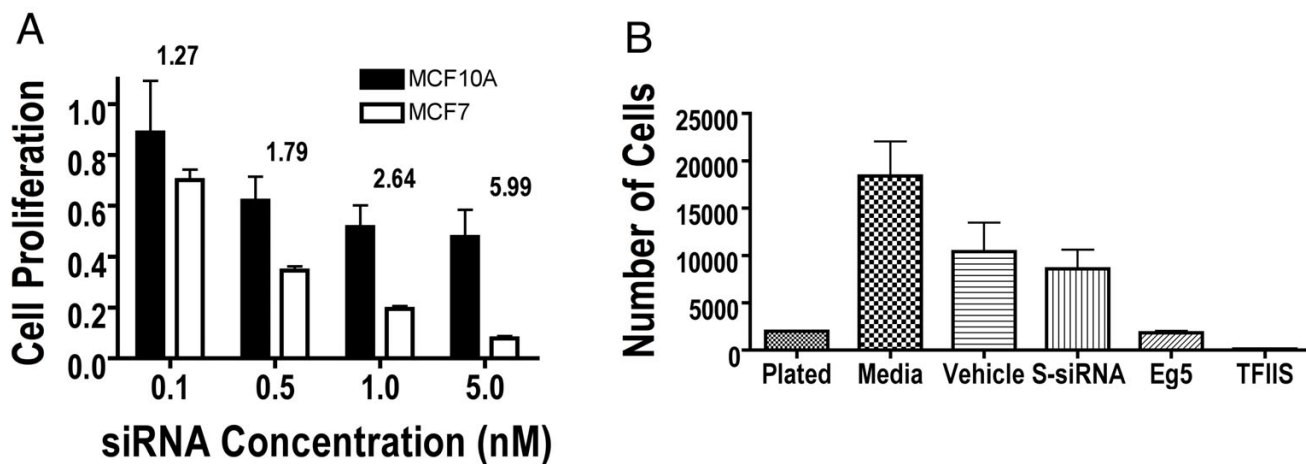 A
1.27
1.79
2.64
5.99
MCF10A
MCF7
Cell Proliferation
1.0
0.8
0.6
0.4
0.2
0.0
0.1 0.5 1.0 5.0
siRNA Concentration (nM)
B
Number of Cells
25000
20000
15000
10000
5000
0
Plated Media Vehicle S-siRNA Eg5 TFIIS